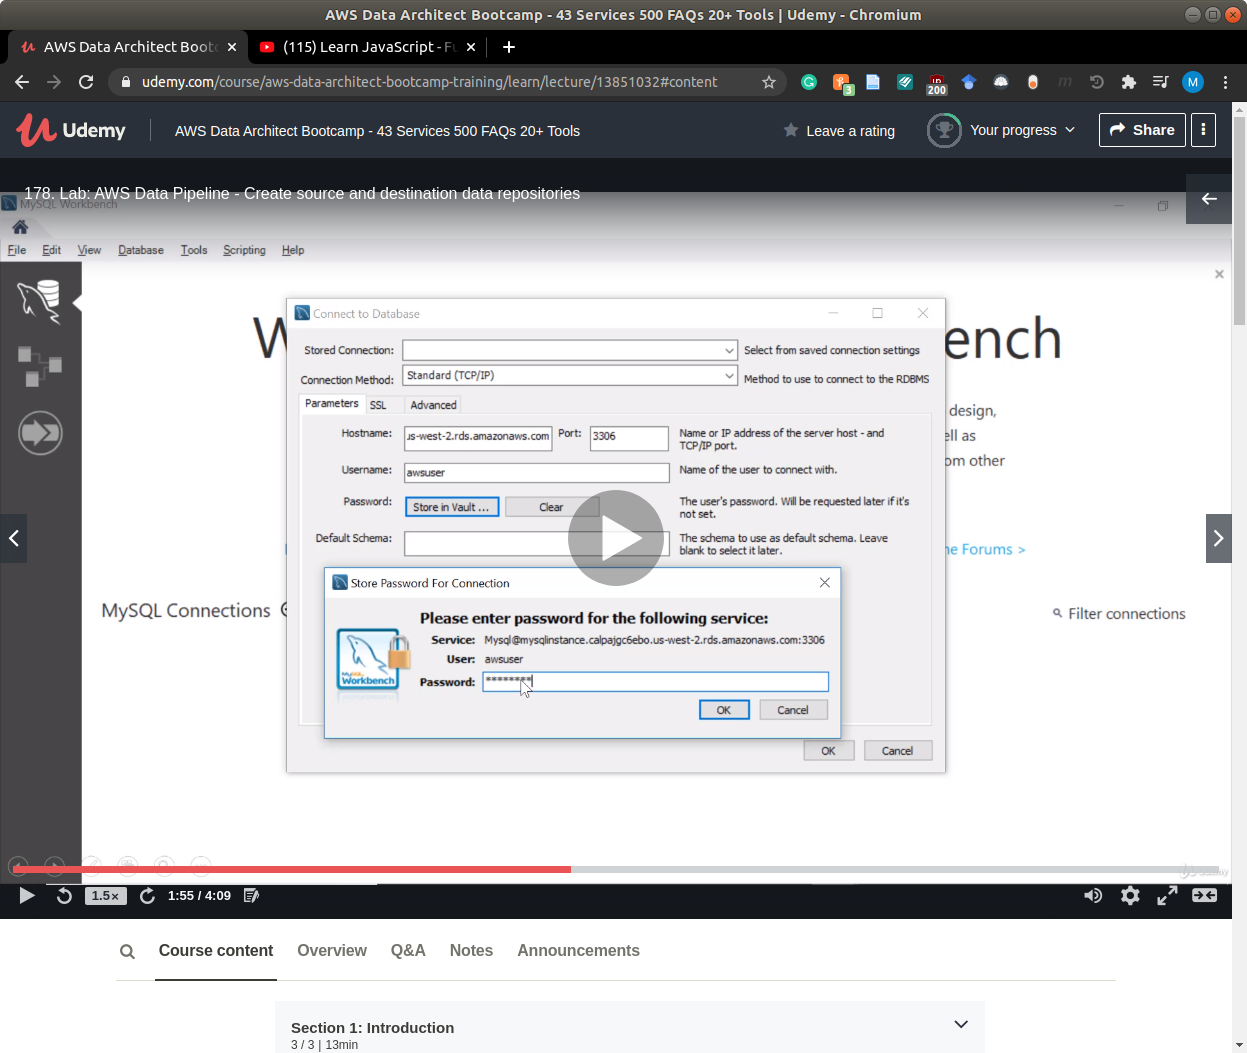 AWS Data Architect Bootcamp - 43 Services 500 FAQs 20+ Tools | Udemy - Chromium
AWS Data Architect Bootc
(115) Learn JavaScript - Fu
udemy.com/course/aws-data-architect-bootcamp-training/learn/lecture/13851032#content
3
200
M
Udemy
AWS Data Architect Bootcamp - 43 Services 500 FAQs 20+ Tools
Leave a rating
Your progress
Share
178. Lab: AWS Data Pipeline - Create source and destination data repositories
MySQL Workbench
File Edit View Database Tools Scripting Help
W
ench
Connect to Database
Stored Connection:
Select from saved connection settings
Connection Method: Standard (TCP/IP)
Method to use to connect to the RDBMS
Parameters SSL Advanced
design,
Hostname: us-west-2.rds.amazonaws.com Port: 3306 Name or IP address of the server host - and
TCP/IP port.
ell as
om other
Username: awsuser Name of the user to connect with.
Password: Store in Vault ... Clear The user's password. Will be requested later if it's
not set.
Default Schema: The schema to use as default schema. Leave
blank to select it later.
he Forums >
Store Password For Connection
MySQL Connections
Filter connections
Please enter password for the following service:
Service: Mysql@mysqlinstance.calpajgc6ebo.us-west-2.rds.amazonaws.com:3306
User: awsuser
Password: ********
MySQL
Workbench
OK Cancel
OK Cancel
udemy
1.5×
1:55 / 4:09
Course content Overview Q&A Notes Announcements
Section 1: Introduction
3 / 3 | 13min